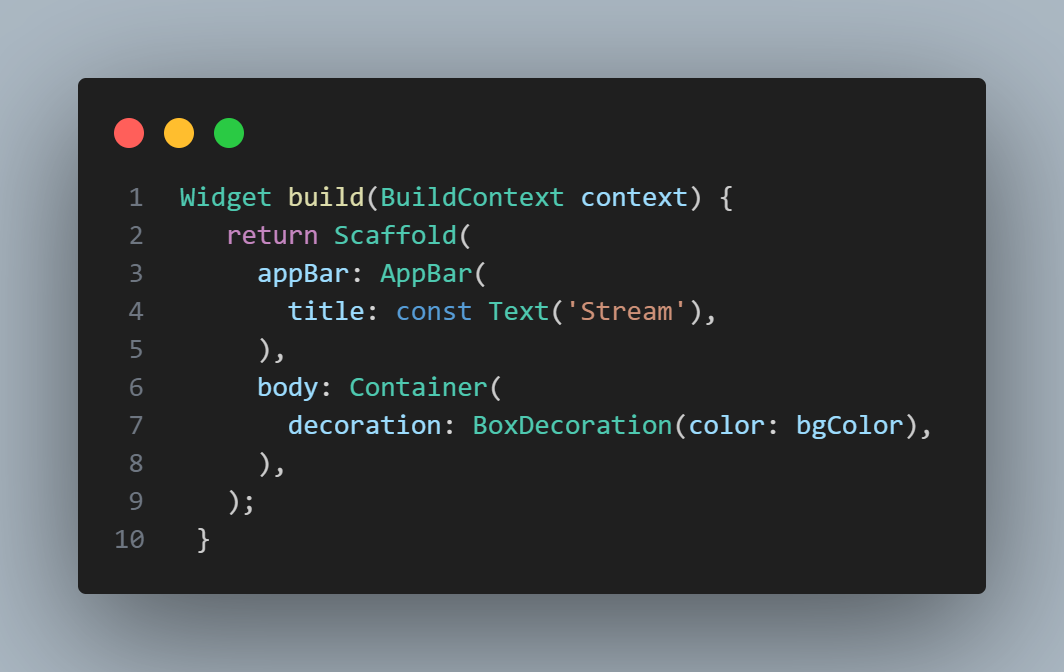 1 Widget build(BuildContext context) {
2 return Scaffold(
3 appBar: AppBar(
4 title: const Text('Stream'),
5 ),
6 body: Container(
7 decoration: BoxDecoration(color: bgColor),
8 ),
9 );
10 }